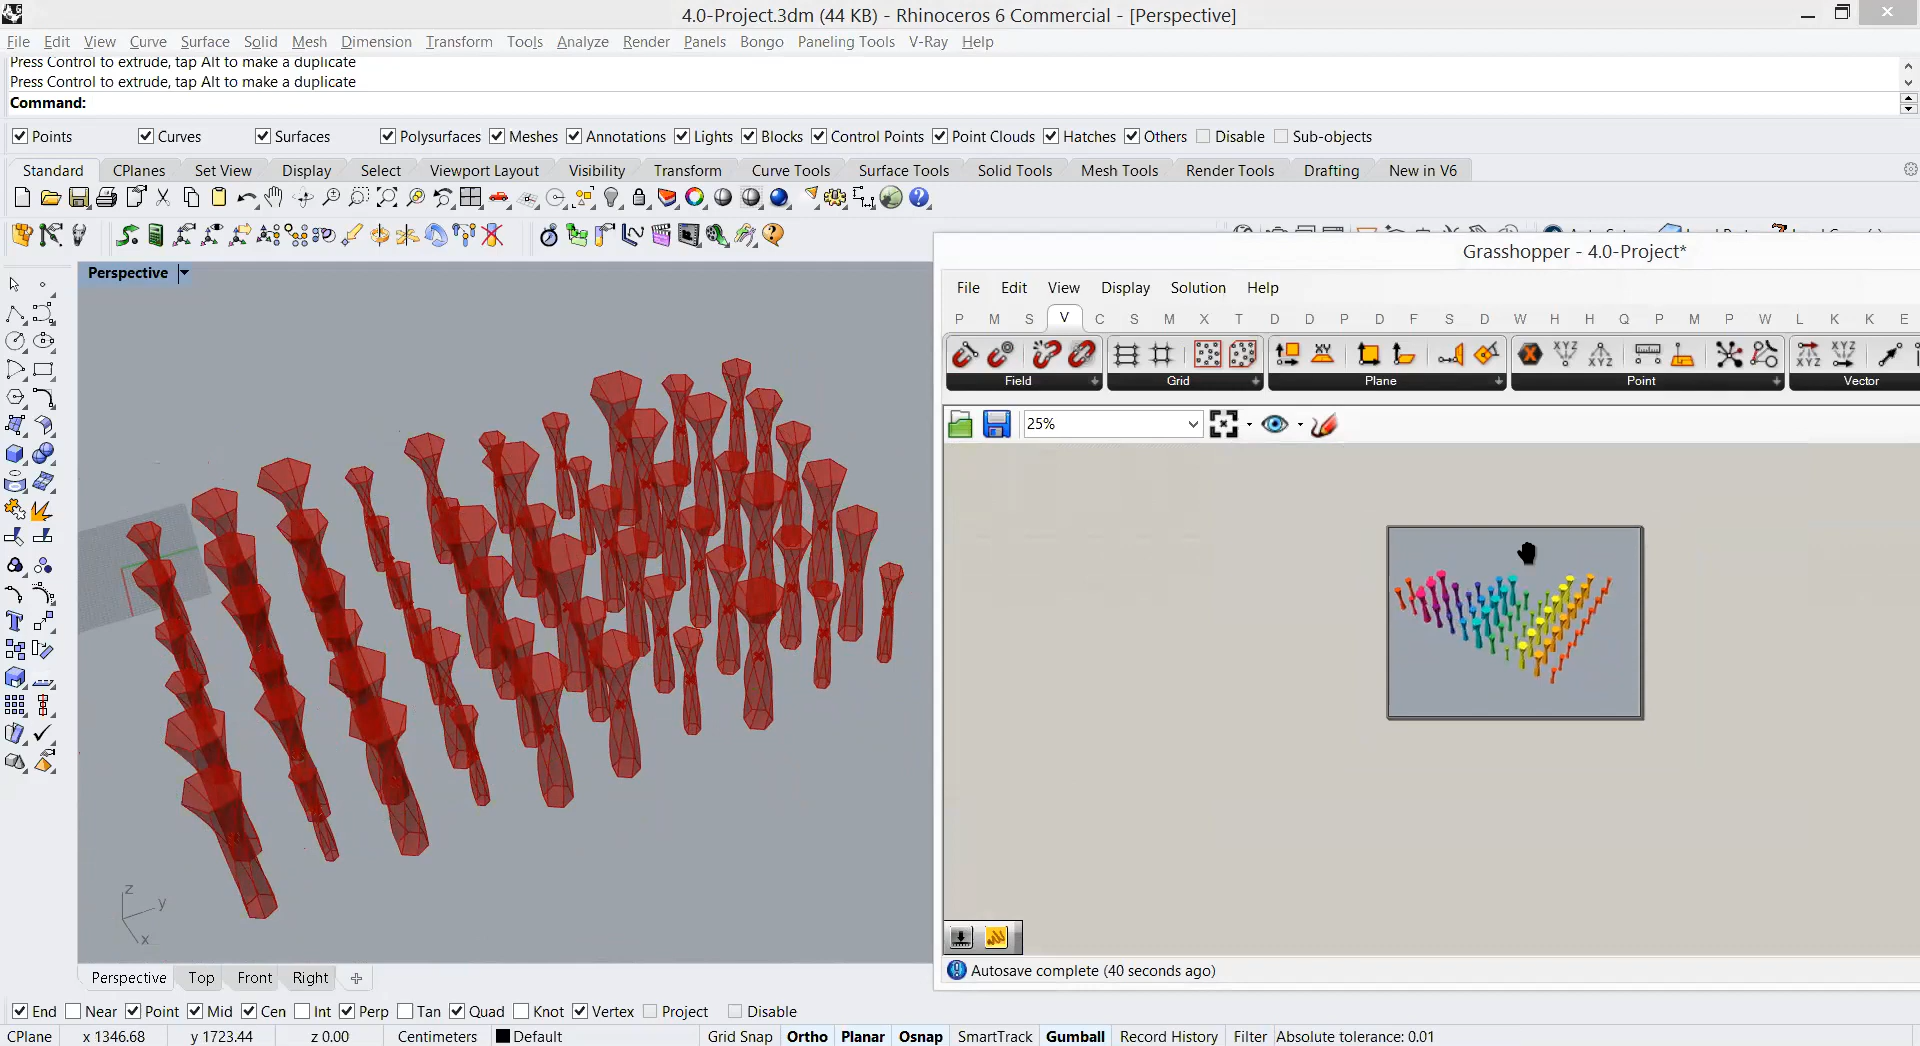 4.0-Project.3dm (44 KB) - Rhinoceros 6 Commercial - [Perspective]
File Edit View Curve Surface Solid Mesh Dimension Transform Tools Analyze Render Panels Bongo Paneling Tools V-Ray Help
Press Control to extrude, tap Alt to make a duplicate
Press Control to extrude, tap Alt to make a duplicate
Command:
Points Curves Surfaces Polysurfaces Meshes Annotations Lights Blocks Control Points Point Clouds Hatches Others Disable Sub-objects
Standard CPlanes Set View Display Select Viewport Layout Visibility Transform Curve Tools Surface Tools Solid Tools Mesh Tools Render Tools Drafting New in V6
Perspective
Grasshopper - 4.0-Project*
File Edit View Display Solution Help
P M S V C S M X T D D P D F S D W H H Q P M P W L K K E
Field Grid Plane Point Vector
25%
z
y
x
Autosave complete (40 seconds ago)
Perspective Top Front Right
End Near Point Mid Cen Int Perp Tan Quad Knot Vertex Project Disable
CPlane x 1346.68 y 1723.44 z 0.00 Centimeters Default Grid Snap Ortho Planar Osnap SmartTrack Gumball Record History Filter Absolute tolerance: 0.01